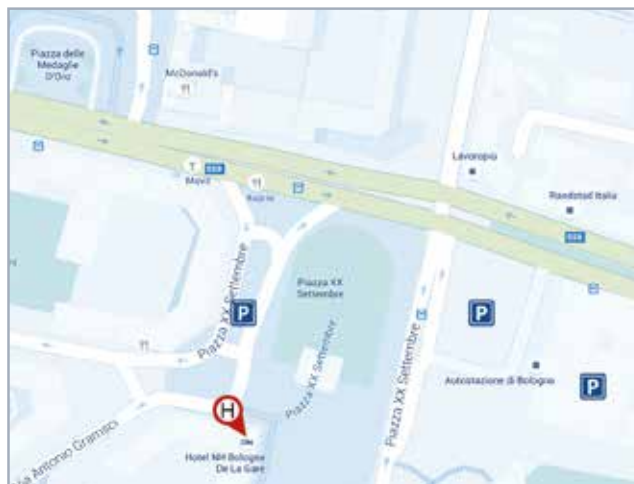 Piazza delle
Medaglie
D'Oro
McDonald's
T
Lavoropiù
Randstad Italia
Piazza XX Settembre
Piazza XX
Settembre
P
P
Piazza XX Settembre
Piazza XX Settembre
Autostazione di Bologna
P
H
Hotel NH Bologna
De La Gare
Antonio Gramsci